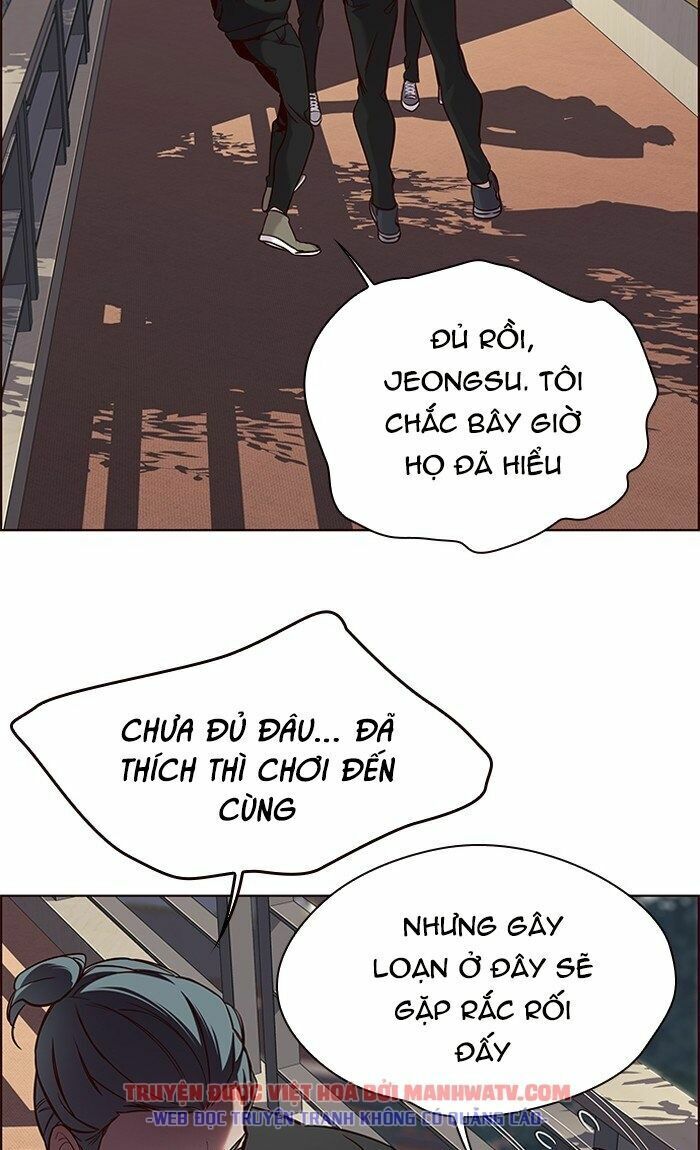 ĐỦ RỒI,
JEONGSU. TÔI
CHẮC BÂY GIỜ
HỌ ĐÃ HIỂU
CHƯA ĐỦ ĐÂU... ĐÃ
THÍCH THÌ CHƠI ĐẾN
CÙNG
NHƯNG GÂY
LOẠN Ở ĐÂY SẼ
GẶP RẮC RỐI
ĐẤY
TRUYỆN ĐƯỢC VIỆT HOÁ BỞI MANHWATV.COM
-WEB ĐỌC TRUYỆN TRANH KHÔNG CÓ QUẢNG CÁO-